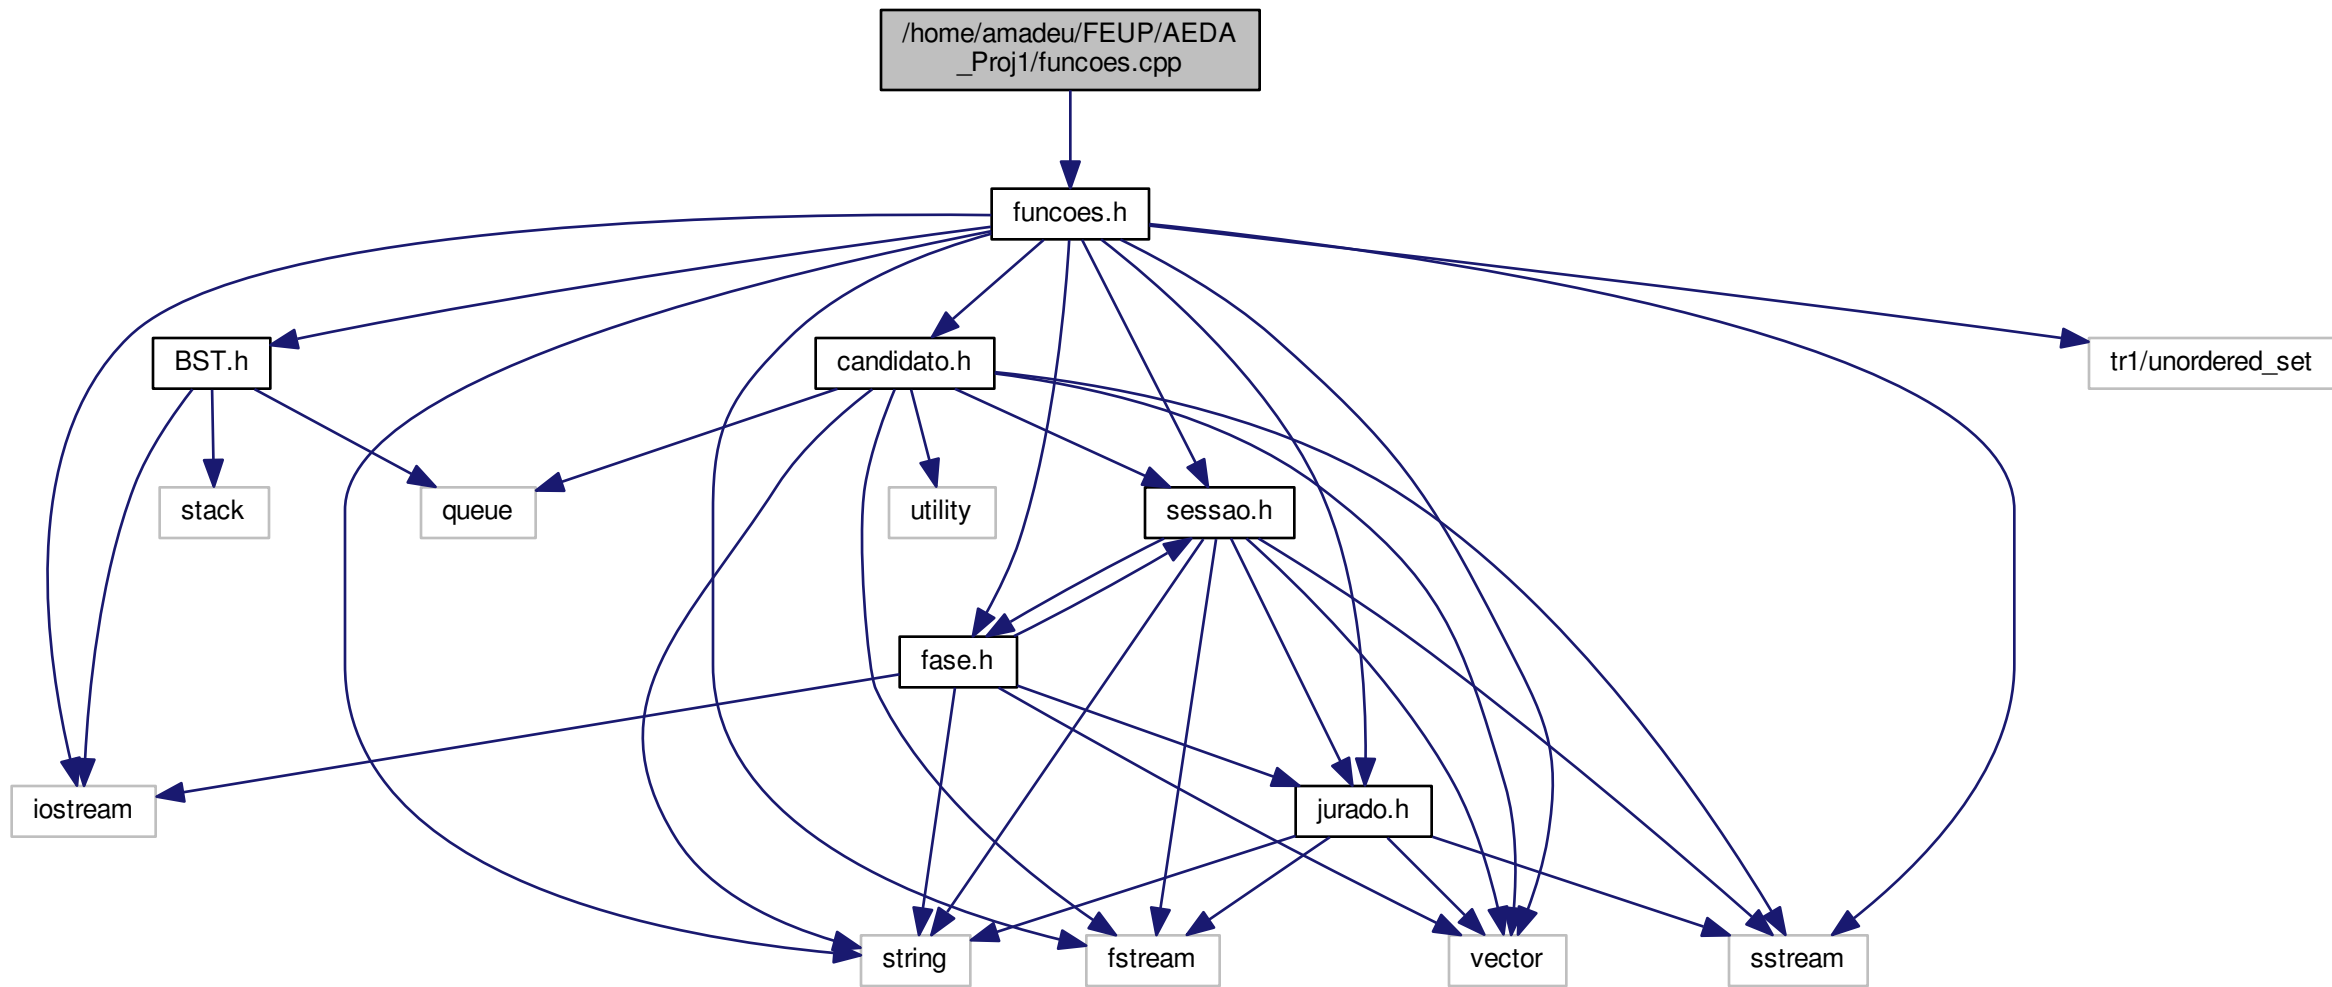 /home/amadeu/FEUP/AEDA
_Proj1/funcoes.cpp
funcoes.h
BST.h
candidato.h
tr1/unordered_set
stack
queue
utility
sessao.h
fase.h
iostream
jurado.h
string
fstream
vector
sstream